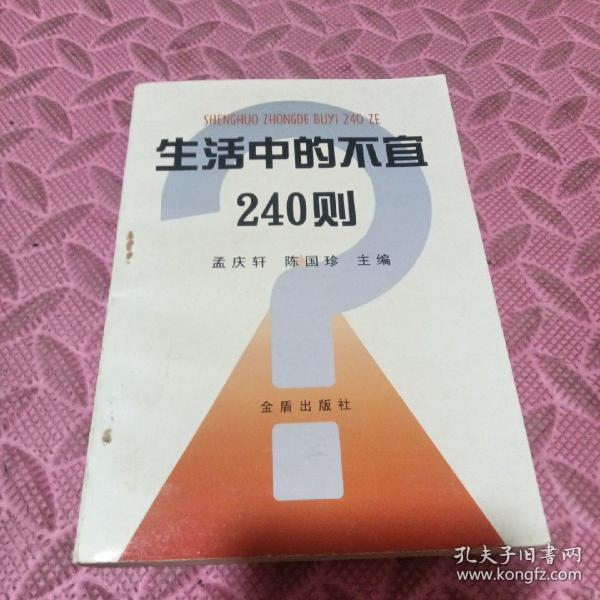 SHENGHUO ZHONGDE BUYI 240 ZE
生活中的不宜
240则
孟庆轩 陈国珍 主编
金盾出版社
孔夫子旧书网
www.kongfz.com